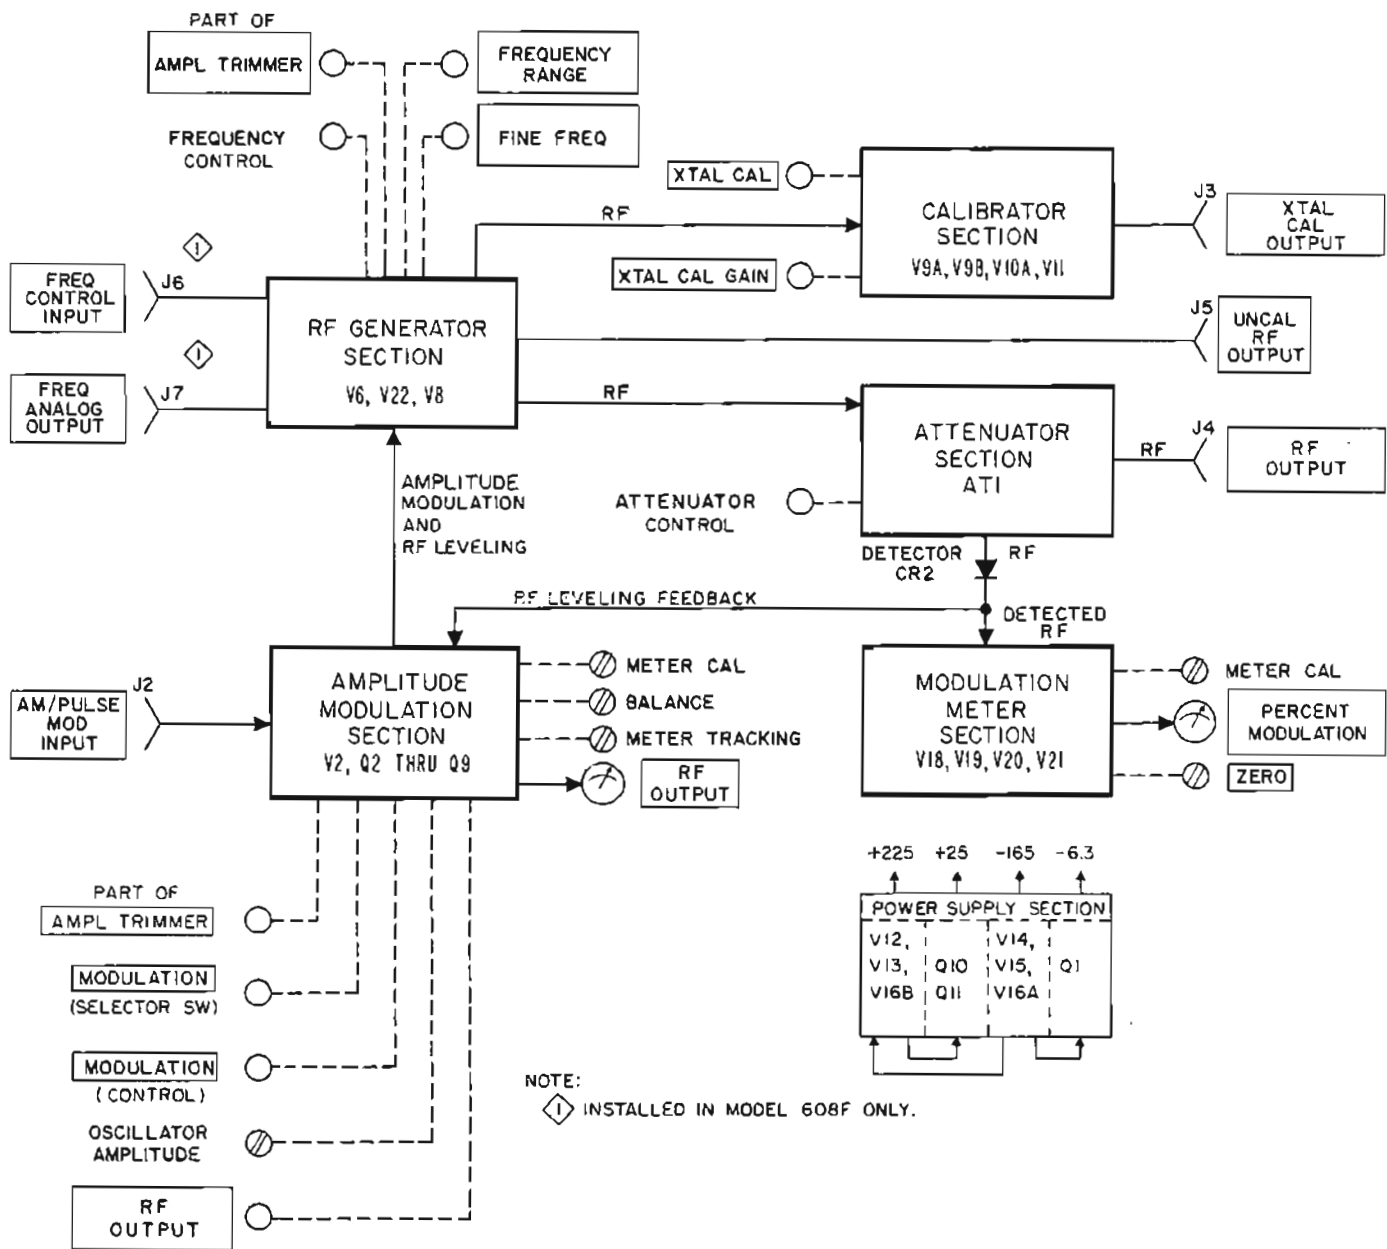 PART OF
AMPL TRIMMER
FREQUENCY
RANGE
FREQUENCY
CONTROL
FINE FREQ
XTAL CAL
RF
XTAL CAL GAIN
CALIBRATOR
SECTION
V9A, V9B, V10A, V11
J3
XTAL
CAL
OUTPUT
1
FREQ
CONTROL
INPUT
J6
RF GENERATOR
SECTION
V6, V22, V8
J5
UNCAL
RF
OUTPUT
1
FREQ
ANALOG
OUTPUT
J7
RF
ATTENUATOR
SECTION
AT1
RF
J4
RF
OUTPUT
AMPLITUDE
MODULATION
AND
RF LEVELING
ATTENUATOR
CONTROL
DETECTOR
CR2
RF
RF LEVELING FEEDBACK
DETECTED
RF
AM/PULSE
MOD
INPUT
J2
AMPLITUDE
MODULATION
SECTION
V2, Q2 THRU Q9
METER CAL
BALANCE
METER TRACKING
RF
OUTPUT
MODULATION
METER
SECTION
V18, V19, V20, V21
METER CAL
PERCENT
MODULATION
ZERO
PART OF
AMPL TRIMMER
MODULATION
(SELECTOR SW)
MODULATION
(CONTROL)
OSCILLATOR
AMPLITUDE
RF
OUTPUT
+225 +25 -165 -6.3
POWER SUPPLY SECTION
V12, V14,
V13, Q10 V15, Q1
V16B Q11 V16A
NOTE:
1 INSTALLED IN MODEL 608F ONLY.